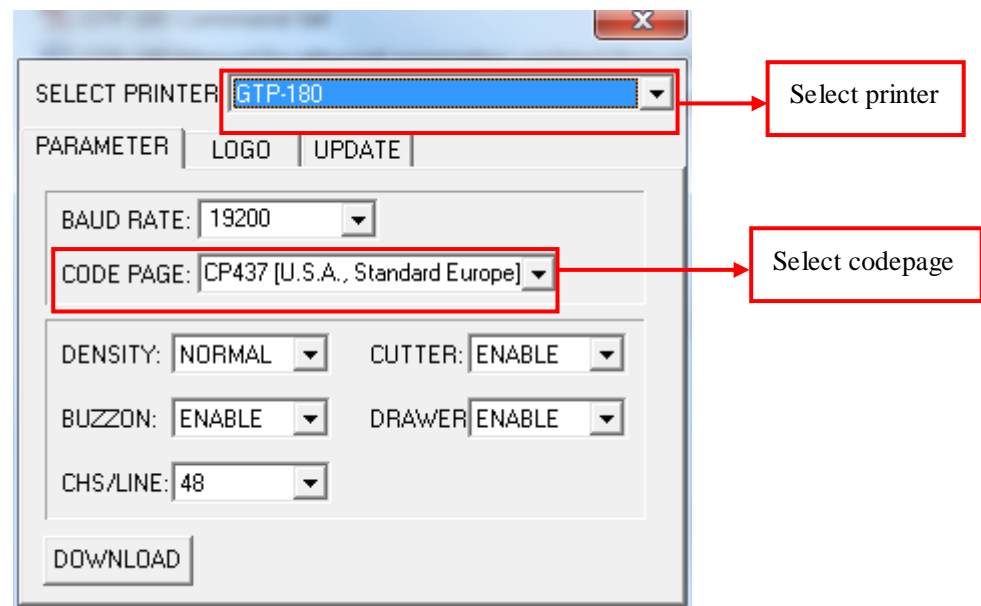 SELECT PRINTER GTP-180
Select printer
PARAMETER LOGO UPDATE
BAUD RATE: 19200
CODE PAGE: CP437 [U.S.A., Standard Europe]
Select codepage
DENSITY: NORMAL CUTTER: ENABLE
BUZZON: ENABLE DRAWER ENABLE
CHS/LINE: 48
DOWNLOAD